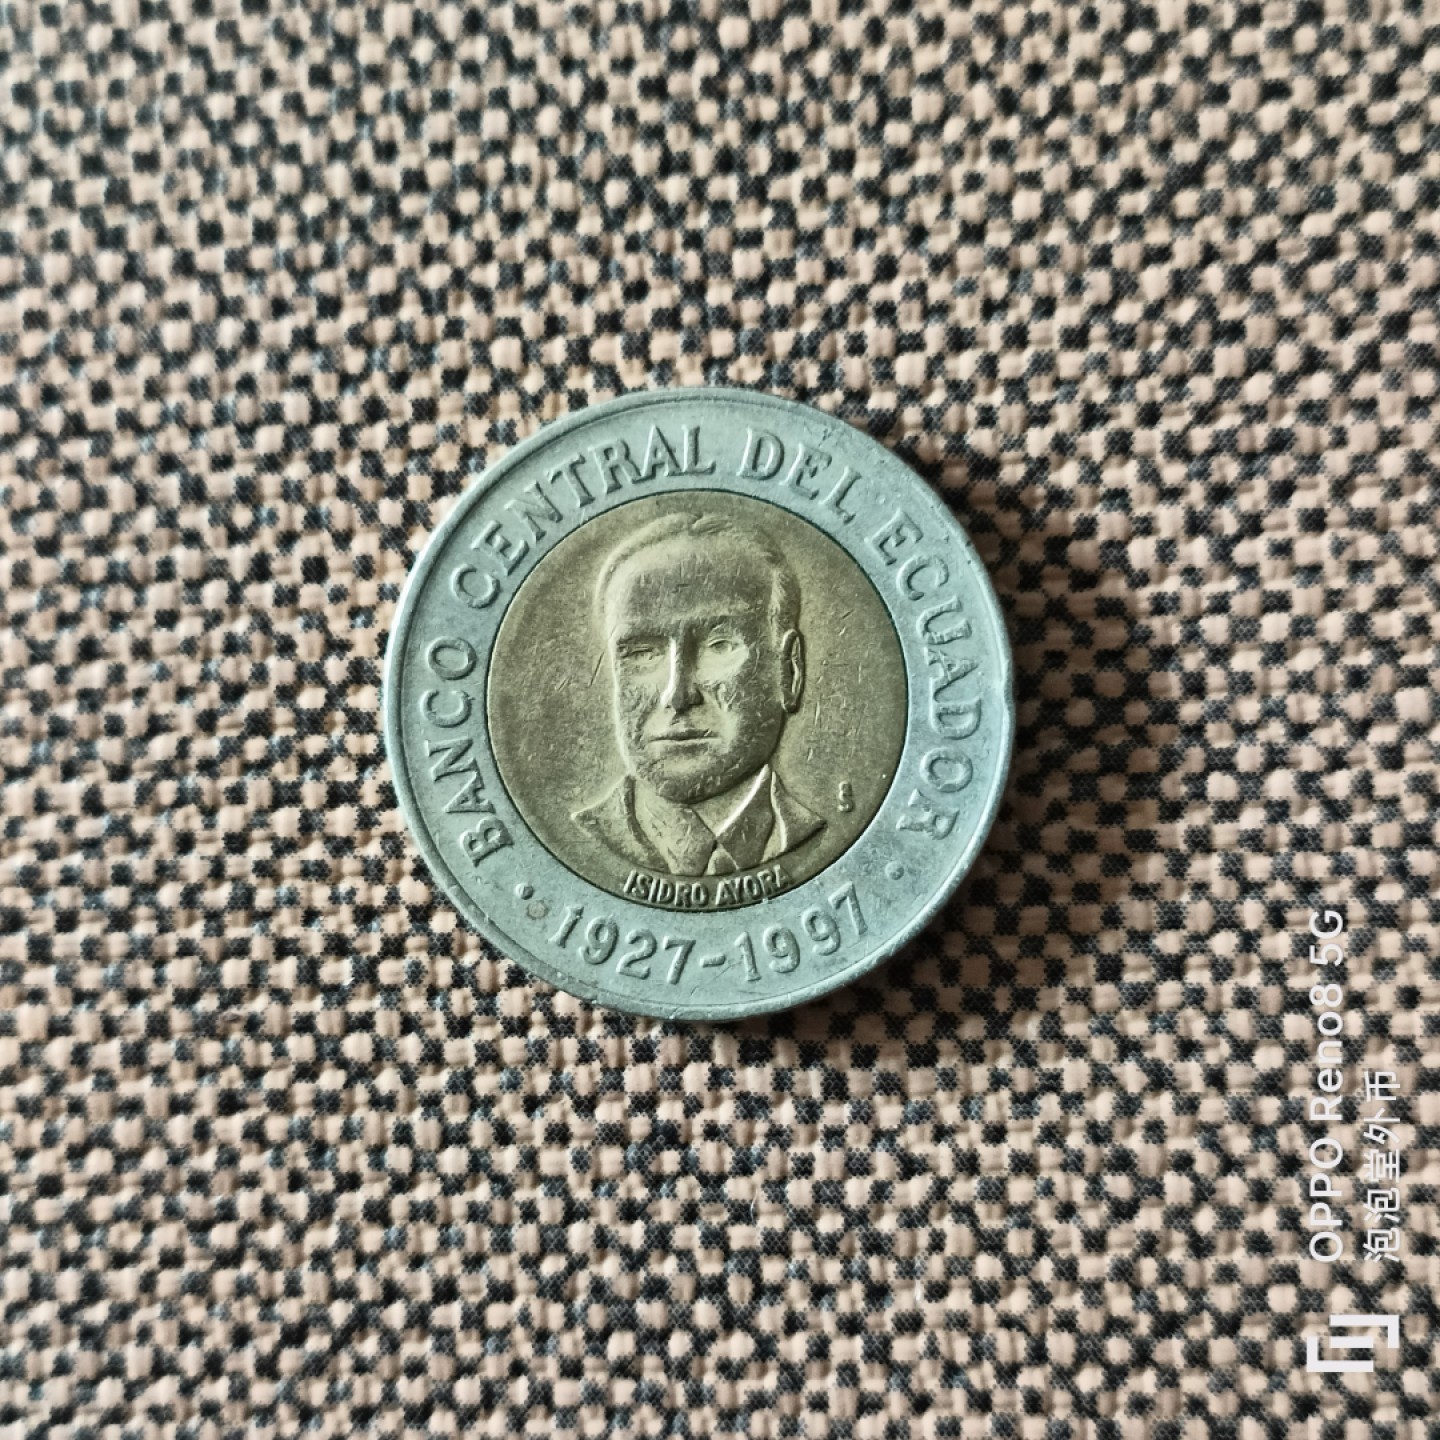 BANCO CENTRAL DEL ECUADOR
ISIDRO AYORA
· 1927-1997 ·
OPPO Reno8 5G
泡泡堂外币